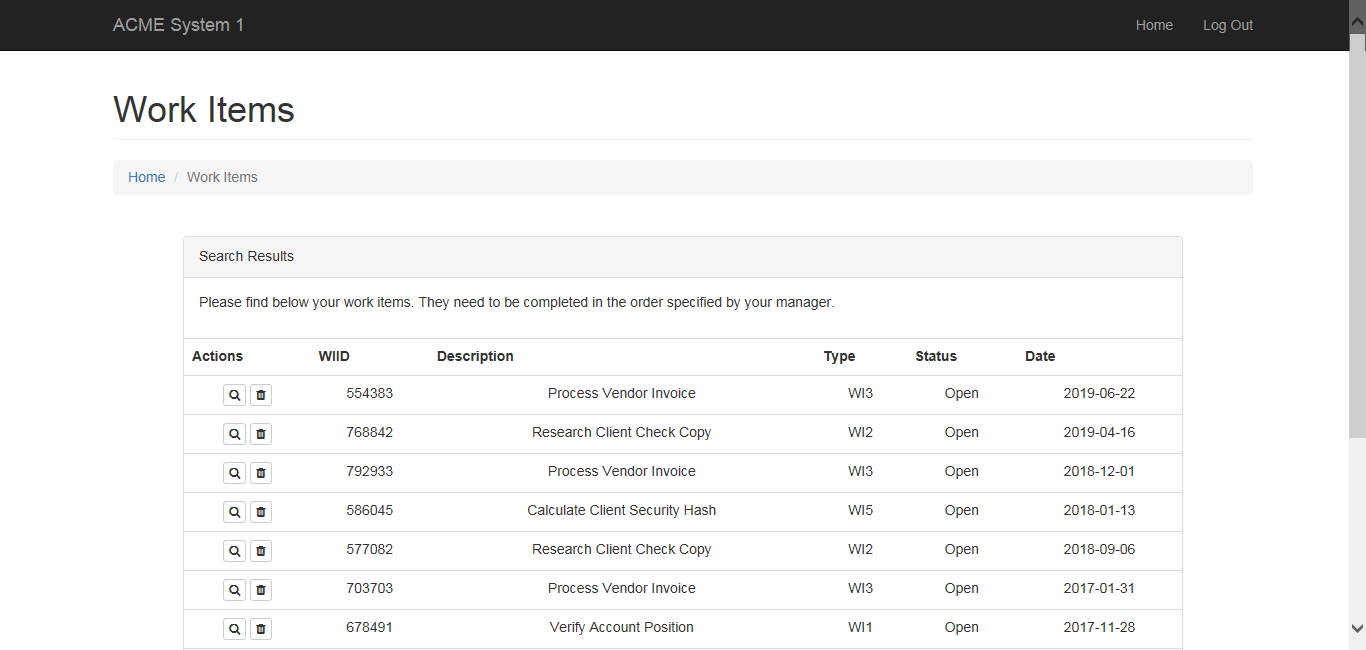 ACME System 1 Home Log Out
Work Items
Home / Work Items
Search Results
Please find below your work items. They need to be completed in the order specified by your manager.
Actions WIID Description Type Status Date
554383 Process Vendor Invoice WI3 Open 2019-06-22
768842 Research Client Check Copy WI2 Open 2019-04-16
792933 Process Vendor Invoice WI3 Open 2018-12-01
586045 Calculate Client Security Hash WI5 Open 2018-01-13
577082 Research Client Check Copy WI2 Open 2018-09-06
703703 Process Vendor Invoice WI3 Open 2017-01-31
678491 Verify Account Position WI1 Open 2017-11-28